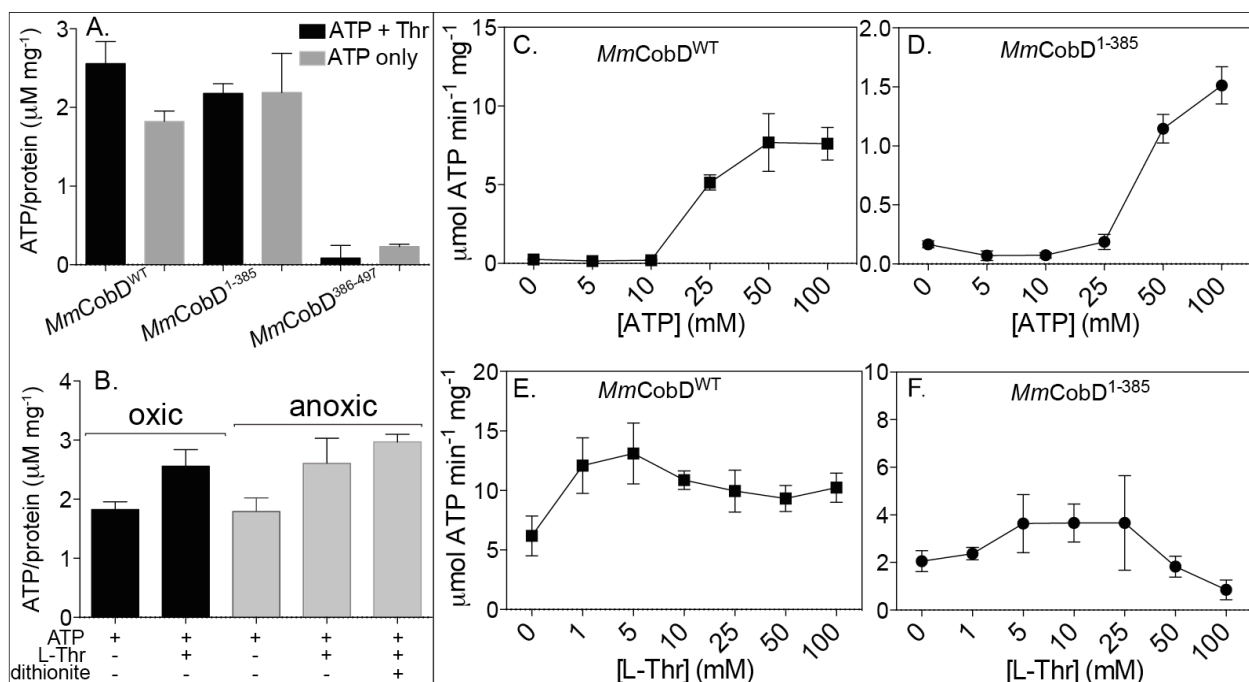 A.
ATP + Thr
ATP only
ATP/protein (µM mg⁻¹)
3
2
1
0
MmCobD^WT
MmCobD^1-385
MmCobD^386-497
B.
oxic
anoxic
ATP/protein (µM mg⁻¹)
4
3
2
1
0
ATP + + + + +
L-Thr - + - + +
dithionite - - - - +
C.
MmCobD^WT
µmol ATP min⁻¹ mg⁻¹
15
10
5
0
0 5 10 25 50 100
[ATP] (mM)
D.
MmCobD^1-385
2.0
1.5
1.0
0.5
0.0
0 5 10 25 50 100
[ATP] (mM)
E.
MmCobD^WT
µmol ATP min⁻¹ mg⁻¹
20
15
10
5
0
0 1 5 10 25 50 100
[L-Thr] (mM)
F.
MmCobD^1-385
10
8
6
4
2
0
0 1 5 10 25 50 100
[L-Thr] (mM)